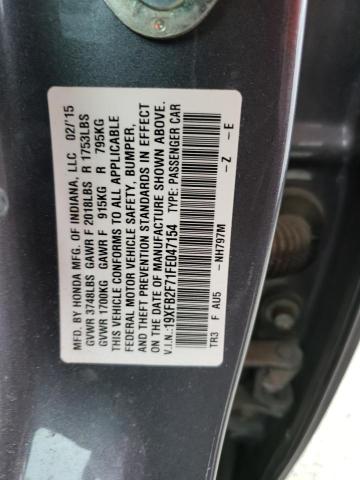 MFD. BY HONDA MFG. OF INDIANA, LLC 02/'15
GVWR 3748LBS GAWR F 2018LBS R 1753LBS
GVWR 1700KG GAWR F 915KG R 795KG
THIS VEHICLE CONFORMS TO ALL APPLICABLE
FEDERAL MOTOR VEHICLE SAFETY, BUMPER,
AND THEFT PREVENTION STANDARDS IN EFFECT
ON THE DATE OF MANUFACTURE SHOWN ABOVE.
V.I.N.:19XFB2F71FE047154 TYPE: PASSENGER CAR
TR3 F AU5 -NH797M -Z -E